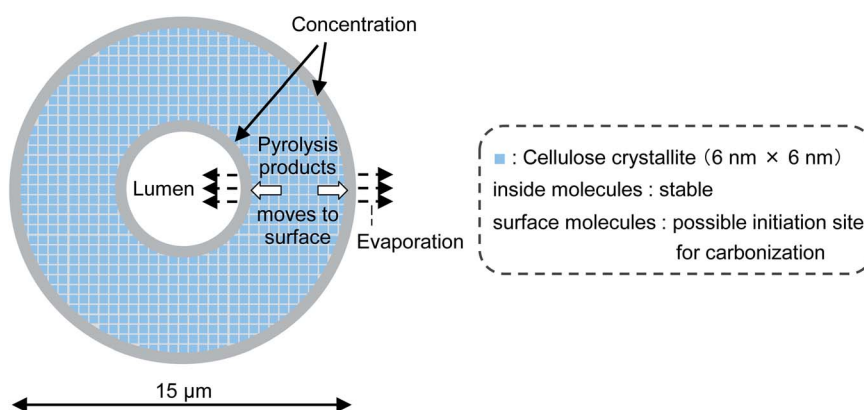 Concentration
Pyrolysis
products
Lumen
moves to
surface
Evaporation
15 μm
: Cellulose crystallite (6 nm × 6 nm)
inside molecules : stable
surface molecules : possible initiation site
for carbonization